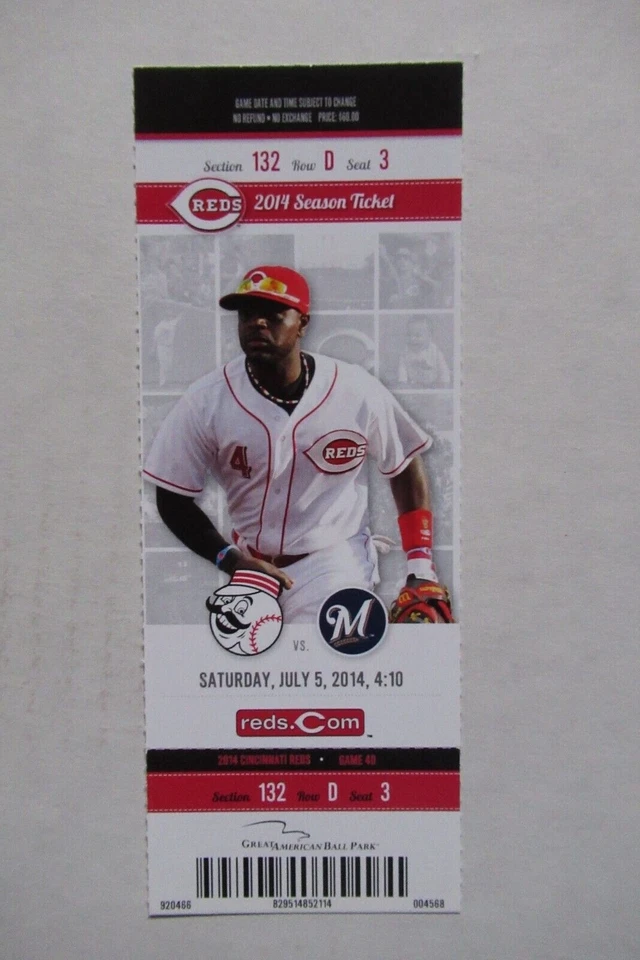 GAME DATE AND TIME SUBJECT TO CHANGE
NO REFUND • NO EXCHANGE PRICE: $60.00
Section 132 Row D Seat 3
REDS 2014 Season Ticket
4
REDS
M
VS.
SATURDAY, JULY 5, 2014, 4:10
reds.Com
2014 CINCINNATI REDS • GAME 40
Section 132 Row D Seat 3
GREAT AMERICAN BALL PARK
920466 829514852114 004568